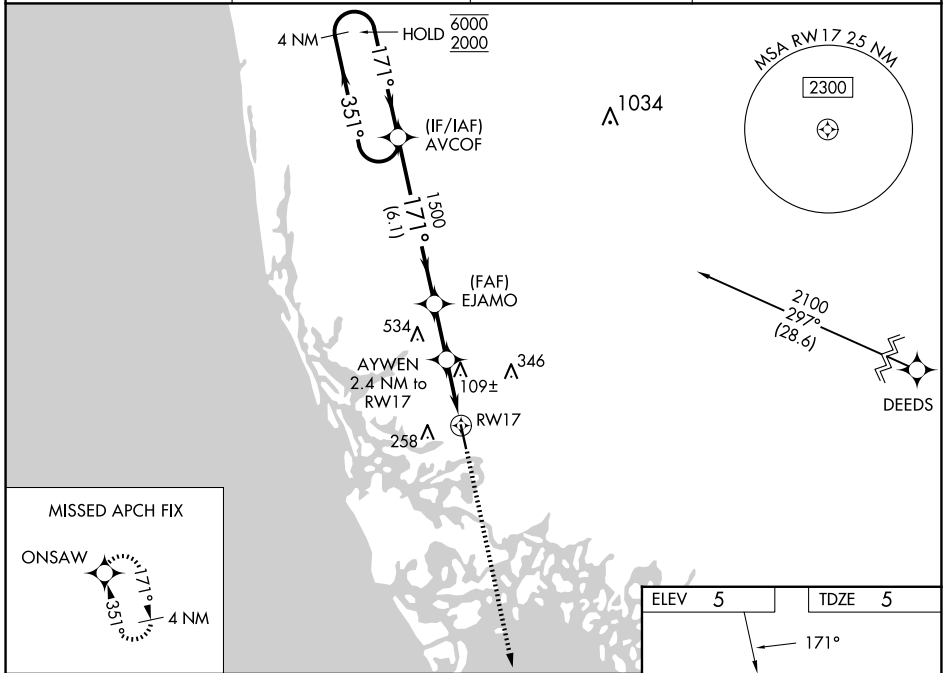 4 NM
HOLD
6000
2000
171°
351°
(IF/IAF)
AVCOF
1034
MSA RW 17 25 NM
2300
1500
171°
(6.1)
(FAF)
EJAMO
534
AYWEN
2.4 NM to
RW17
109±
346
258
RW17
2100
297°
(28.6)
DEEDS
MISSED APCH FIX
ONSAW
171°
351°
4 NM
ELEV 5
TDZE 5
171°